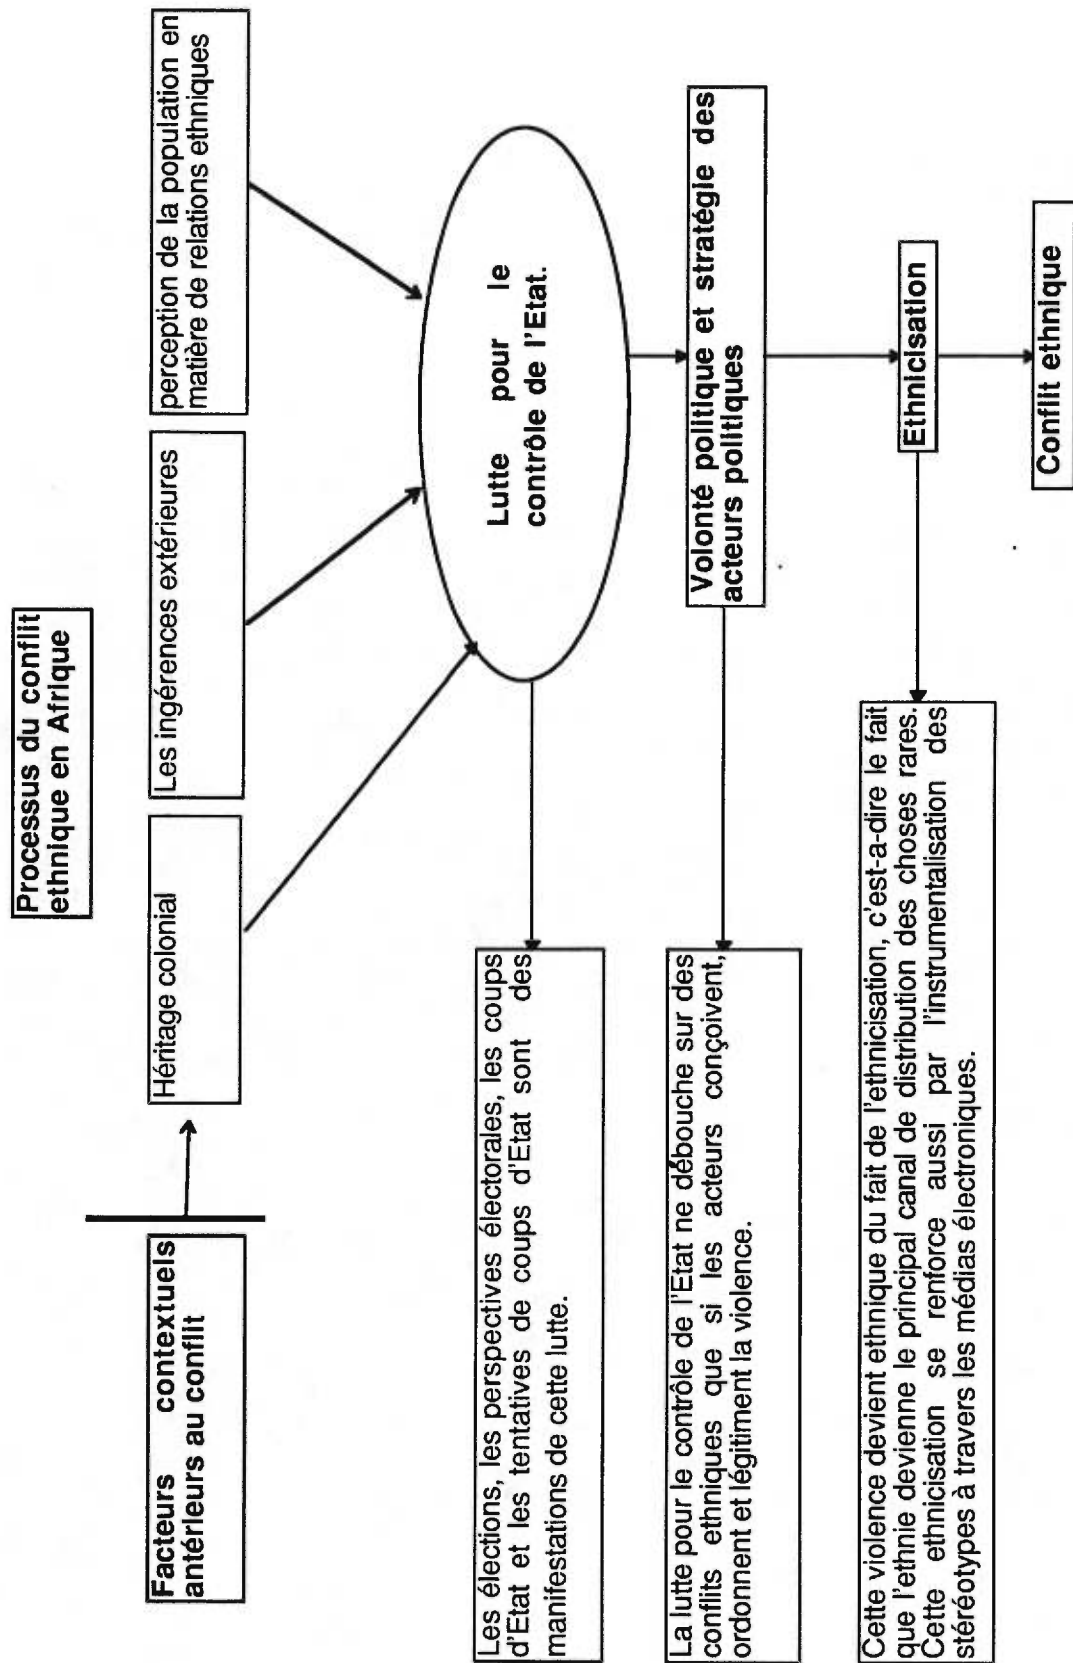 Processus du conflit
ethnique en Afrique
Facteurs contextuels
antérieurs au conflit
Héritage colonial
Les ingérences extérieures
perception de la population en
matière de relations ethniques
Lutte pour le
contrôle de l'Etat.
Les élections, les perspectives électorales, les coups
d'Etat et les tentatives de coups d'Etat sont des
manifestations de cette lutte.
Volonté politique et stratégie des
acteurs politiques
La lutte pour le contrôle de l'Etat ne débouche sur des
conflits ethniques que si les acteurs conçoivent,
ordonnent et légitiment la violence.
Ethnicisation
Cette violence devient ethnique du fait de l'ethnicisation, c'est-a-dire le fait
que l'ethnie devienne le principal canal de distribution des choses rares.
Cette ethnicisation se renforce aussi par l'instrumentalisation des
stéréotypes à travers les médias électroniques.
Conflit ethnique